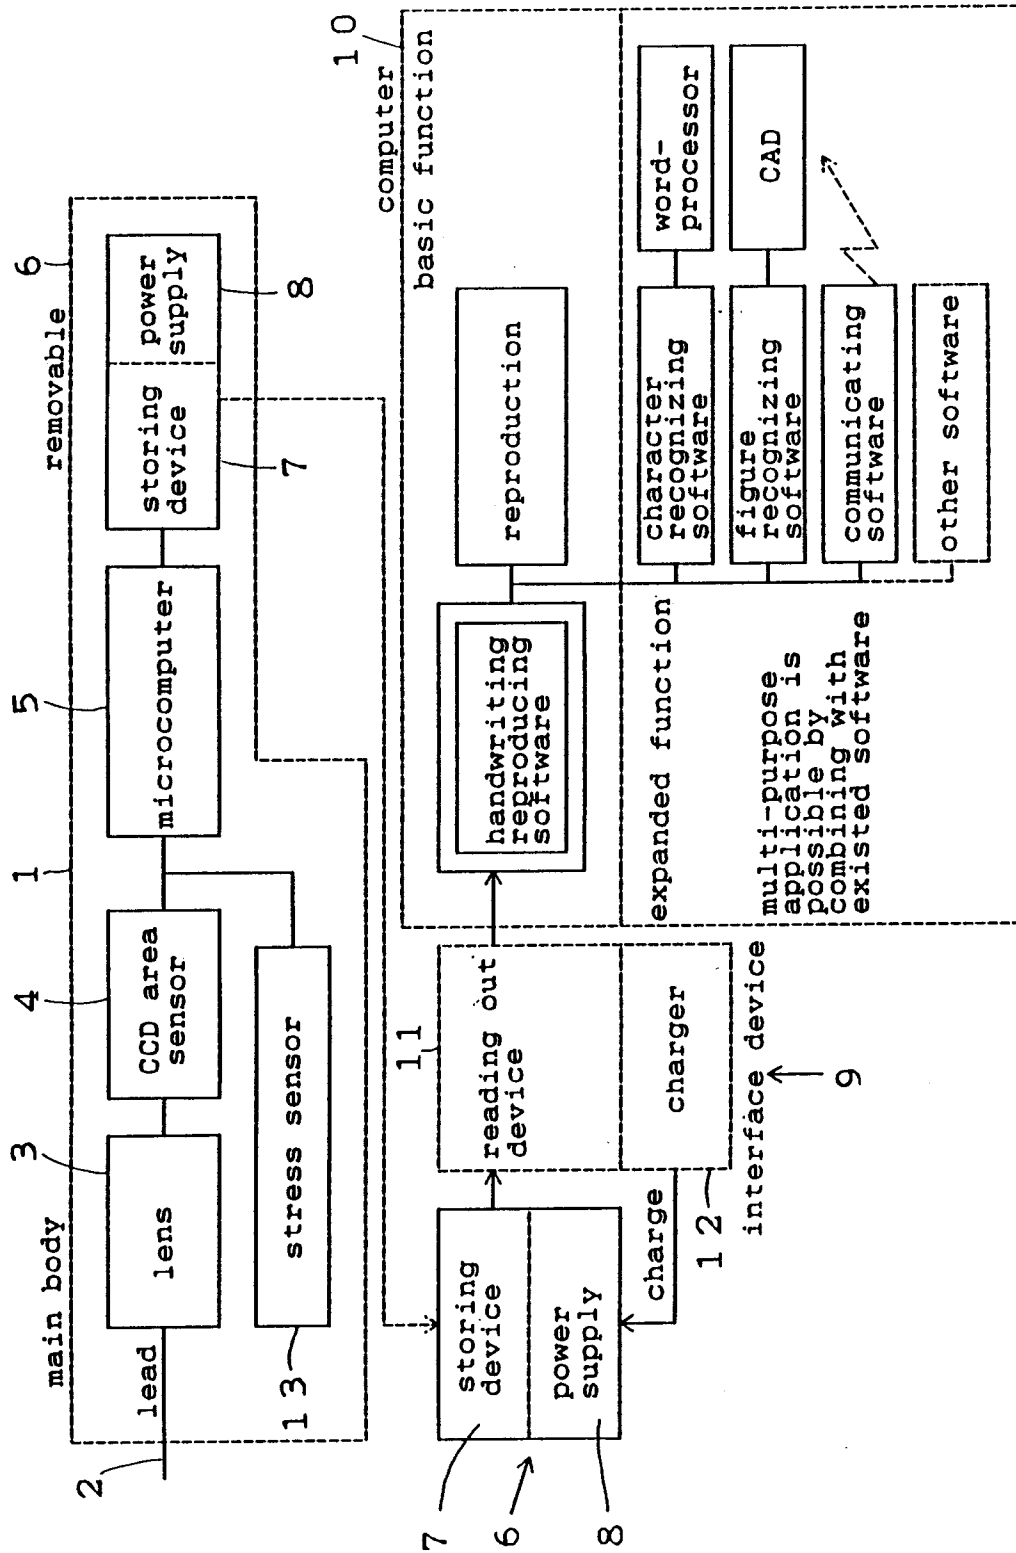 main body
1
removable
6
2
lead
3
lens
4
CCD area
sensor
5
microcomputer
storing
device
power
supply
7
8
13
stress sensor
7
storing
device
6
8
power
supply
charge
11
reading out
device
charger
12
interface device
9
computer
10
basic function
handwriting
reproducing
software
reproduction
expanded function
multi-purpose
application is
possible by
combining with
existed software
character
recognizing
software
word-
processor
figure
recognizing
software
CAD
communicating
software
other software